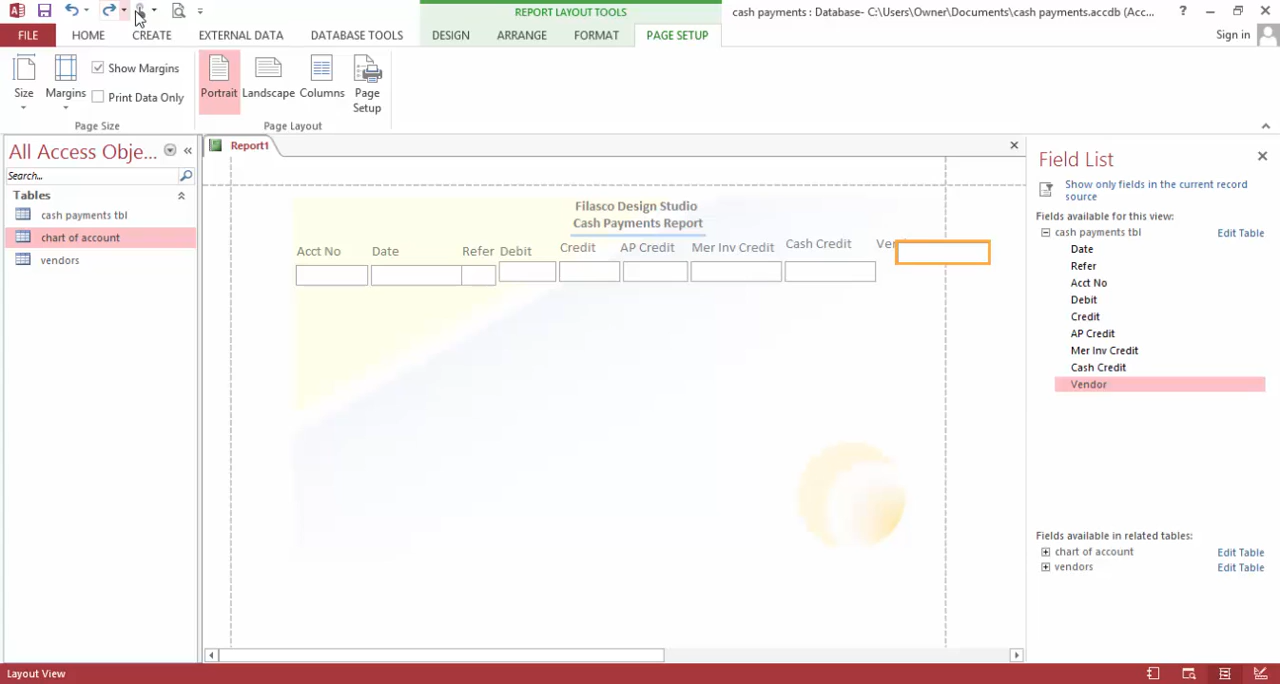 REPORT LAYOUT TOOLS
cash payments : Database- C:\Users\Owner\Documents\cash payments.accdb (Acc...
?
FILE HOME CREATE EXTERNAL DATA DATABASE TOOLS DESIGN ARRANGE FORMAT PAGE SETUP
Sign in
Size
Margins
Show Margins
Print Data Only
Portrait
Landscape
Columns
Page
Setup
Page Size
Page Layout
All Access Obje...
Search...
Tables
cash payments tbl
chart of account
vendors
Report1
Filasco Design Studio
Cash Payments Report
Acct No Date Refer Debit Credit AP Credit Mer Inv Credit Cash Credit
Field List
Show only fields in the current record
source
Fields available for this view:
cash payments tbl Edit Table
Date
Refer
Acct No
Debit
Credit
AP Credit
Mer Inv Credit
Cash Credit
Vendor
Fields available in related tables:
chart of account Edit Table
vendors Edit Table
Layout View